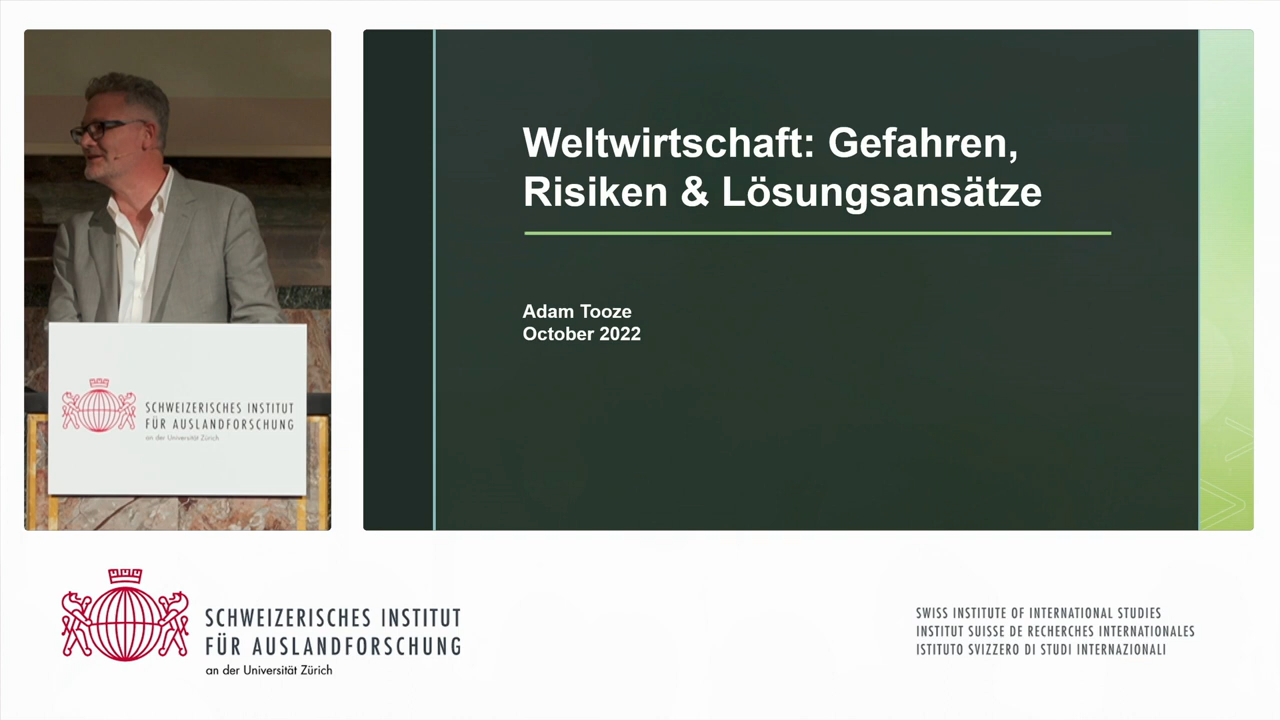 Weltwirtschaft: Gefahren,
Risiken & Lösungsansätze
Adam Tooze
October 2022
SCHWEIZERISCHES INSTITUT
FÜR AUSLANDFORSCHUNG
an der Universität Zürich
SCHWEIZERISCHES INSTITUT
FÜR AUSLANDFORSCHUNG
an der Universität Zürich
SWISS INSTITUTE OF INTERNATIONAL STUDIES
INSTITUT SUISSE DE RECHERCHES INTERNATIONALES
ISTITUTO SVIZZERO DI STUDI INTERNAZIONALI